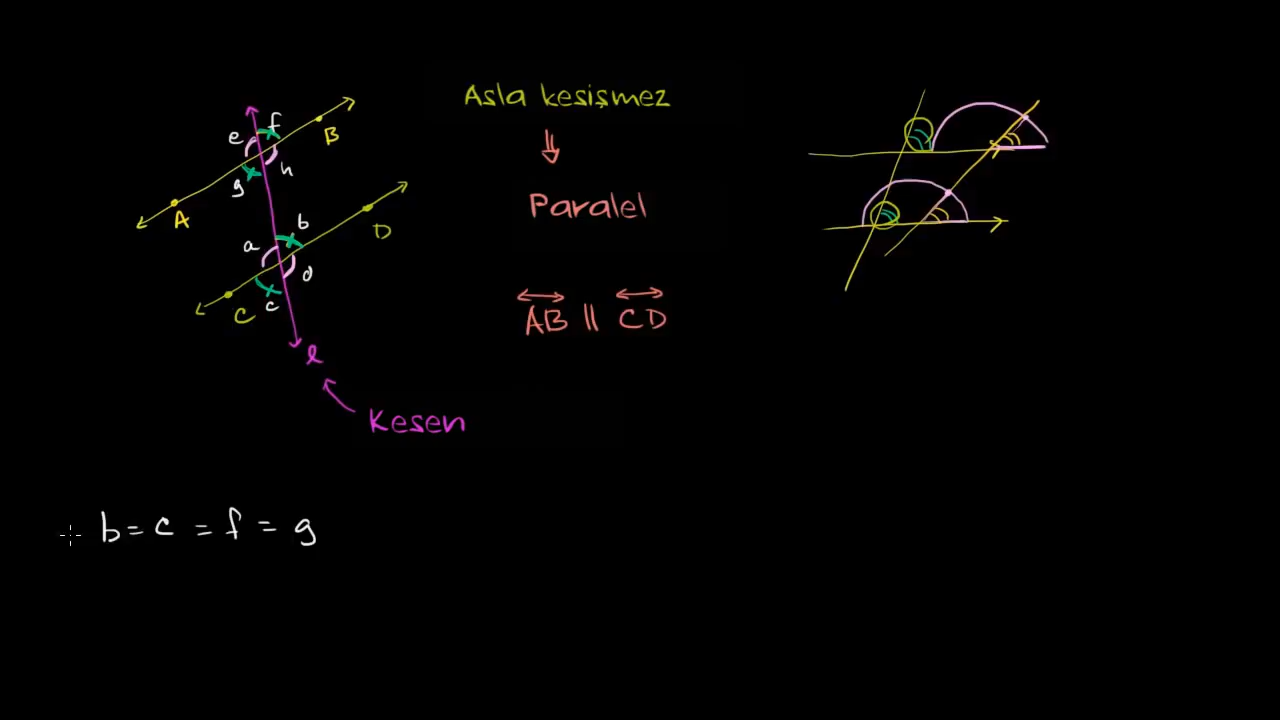 Asla kesişmez
⇓
Paralel
AB || CD
e
f
B
g
h
A
a
b
D
d
c
C
l
Kesen
b = c = f = g